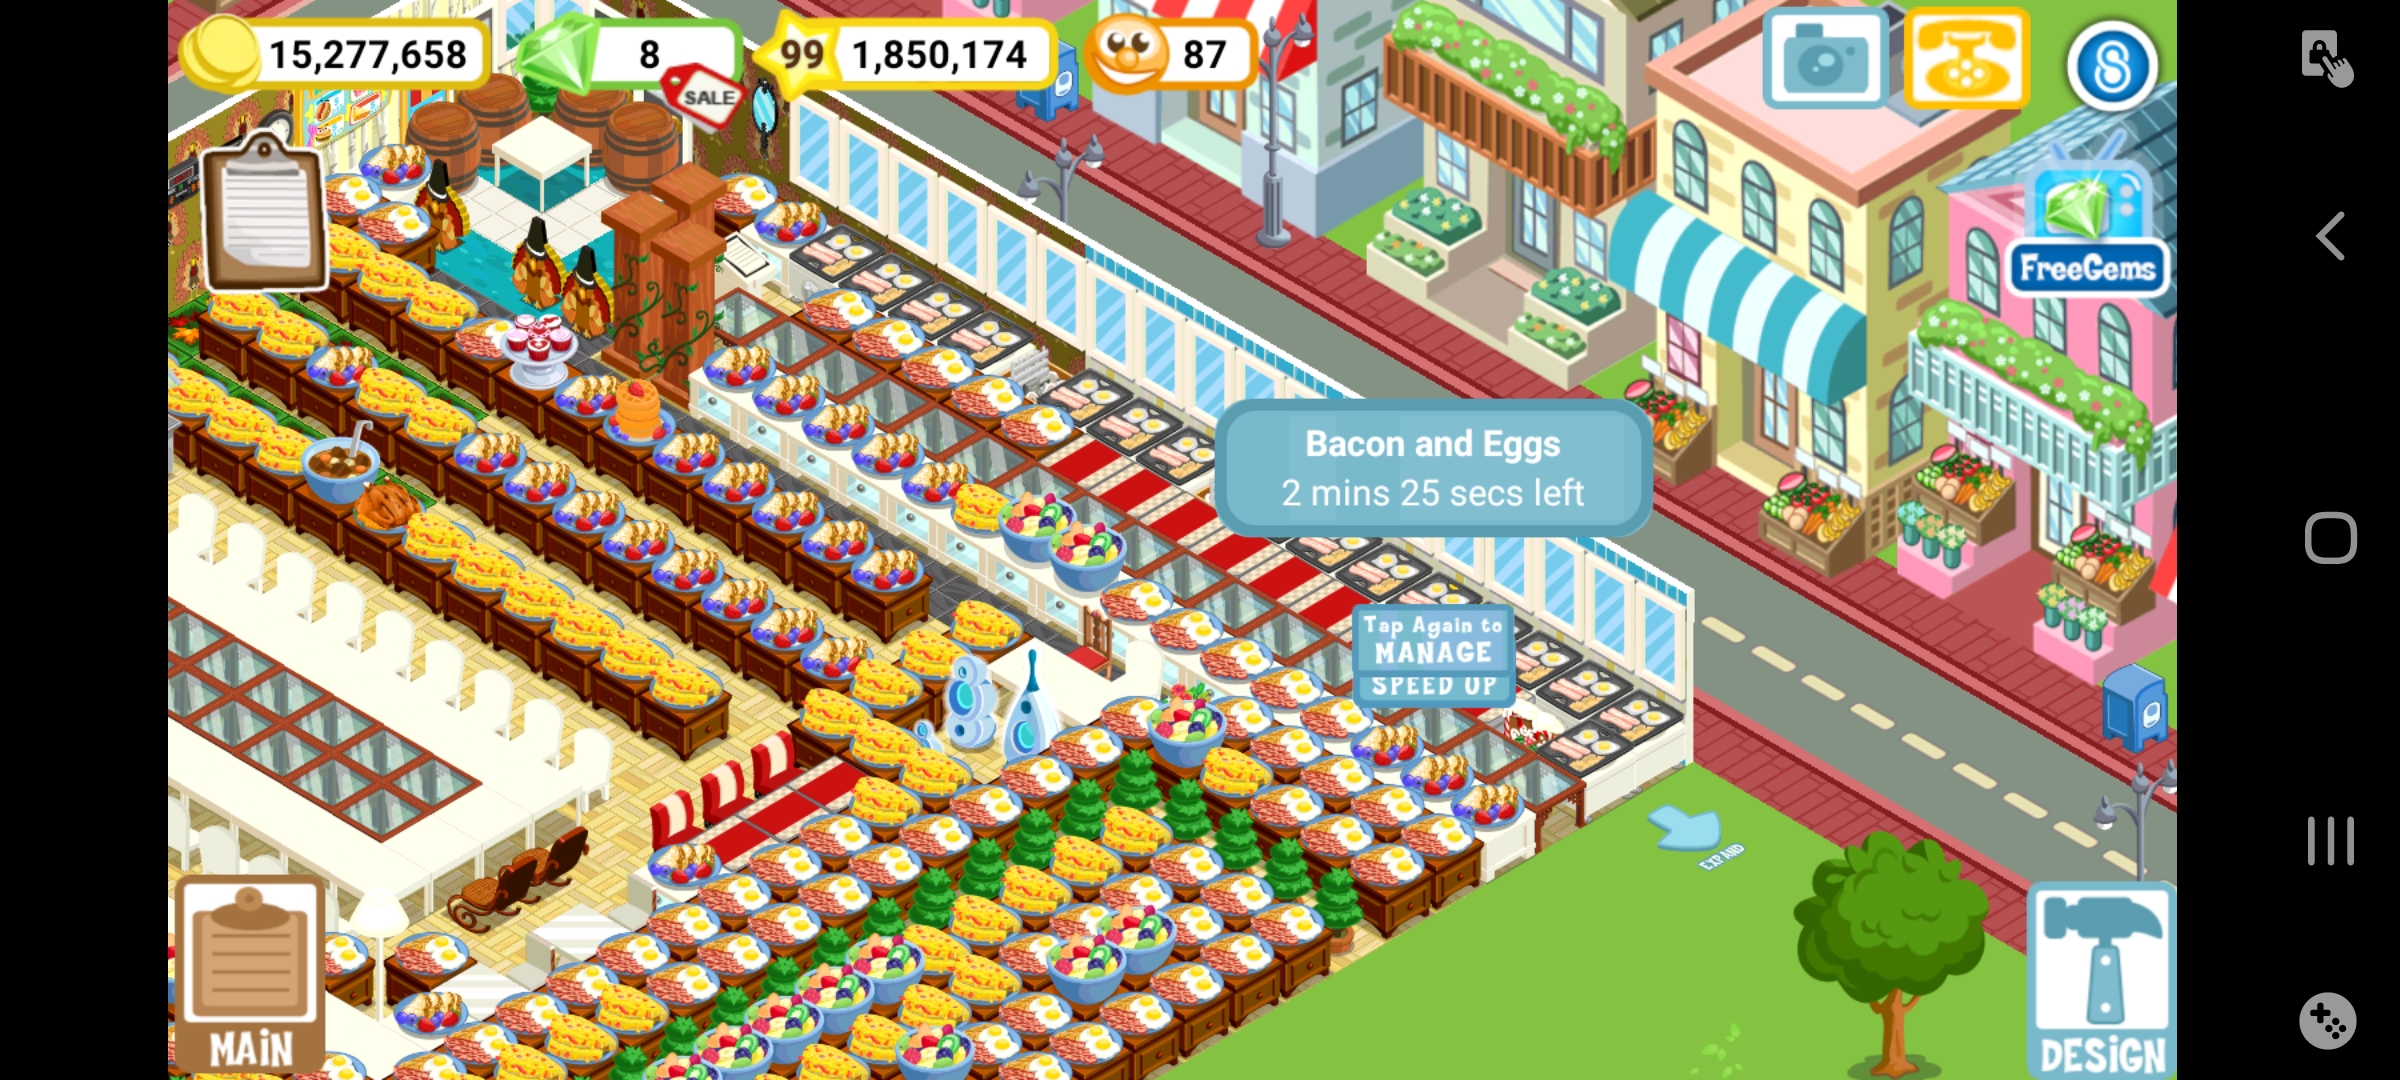 15,277,658
8
SALE
99
1,850,174
87
FreeGems
Bacon and Eggs
2 mins 25 secs left
Tap Again to
MANAGE
SPEED UP
EXPAND
MAiN
DESiGN